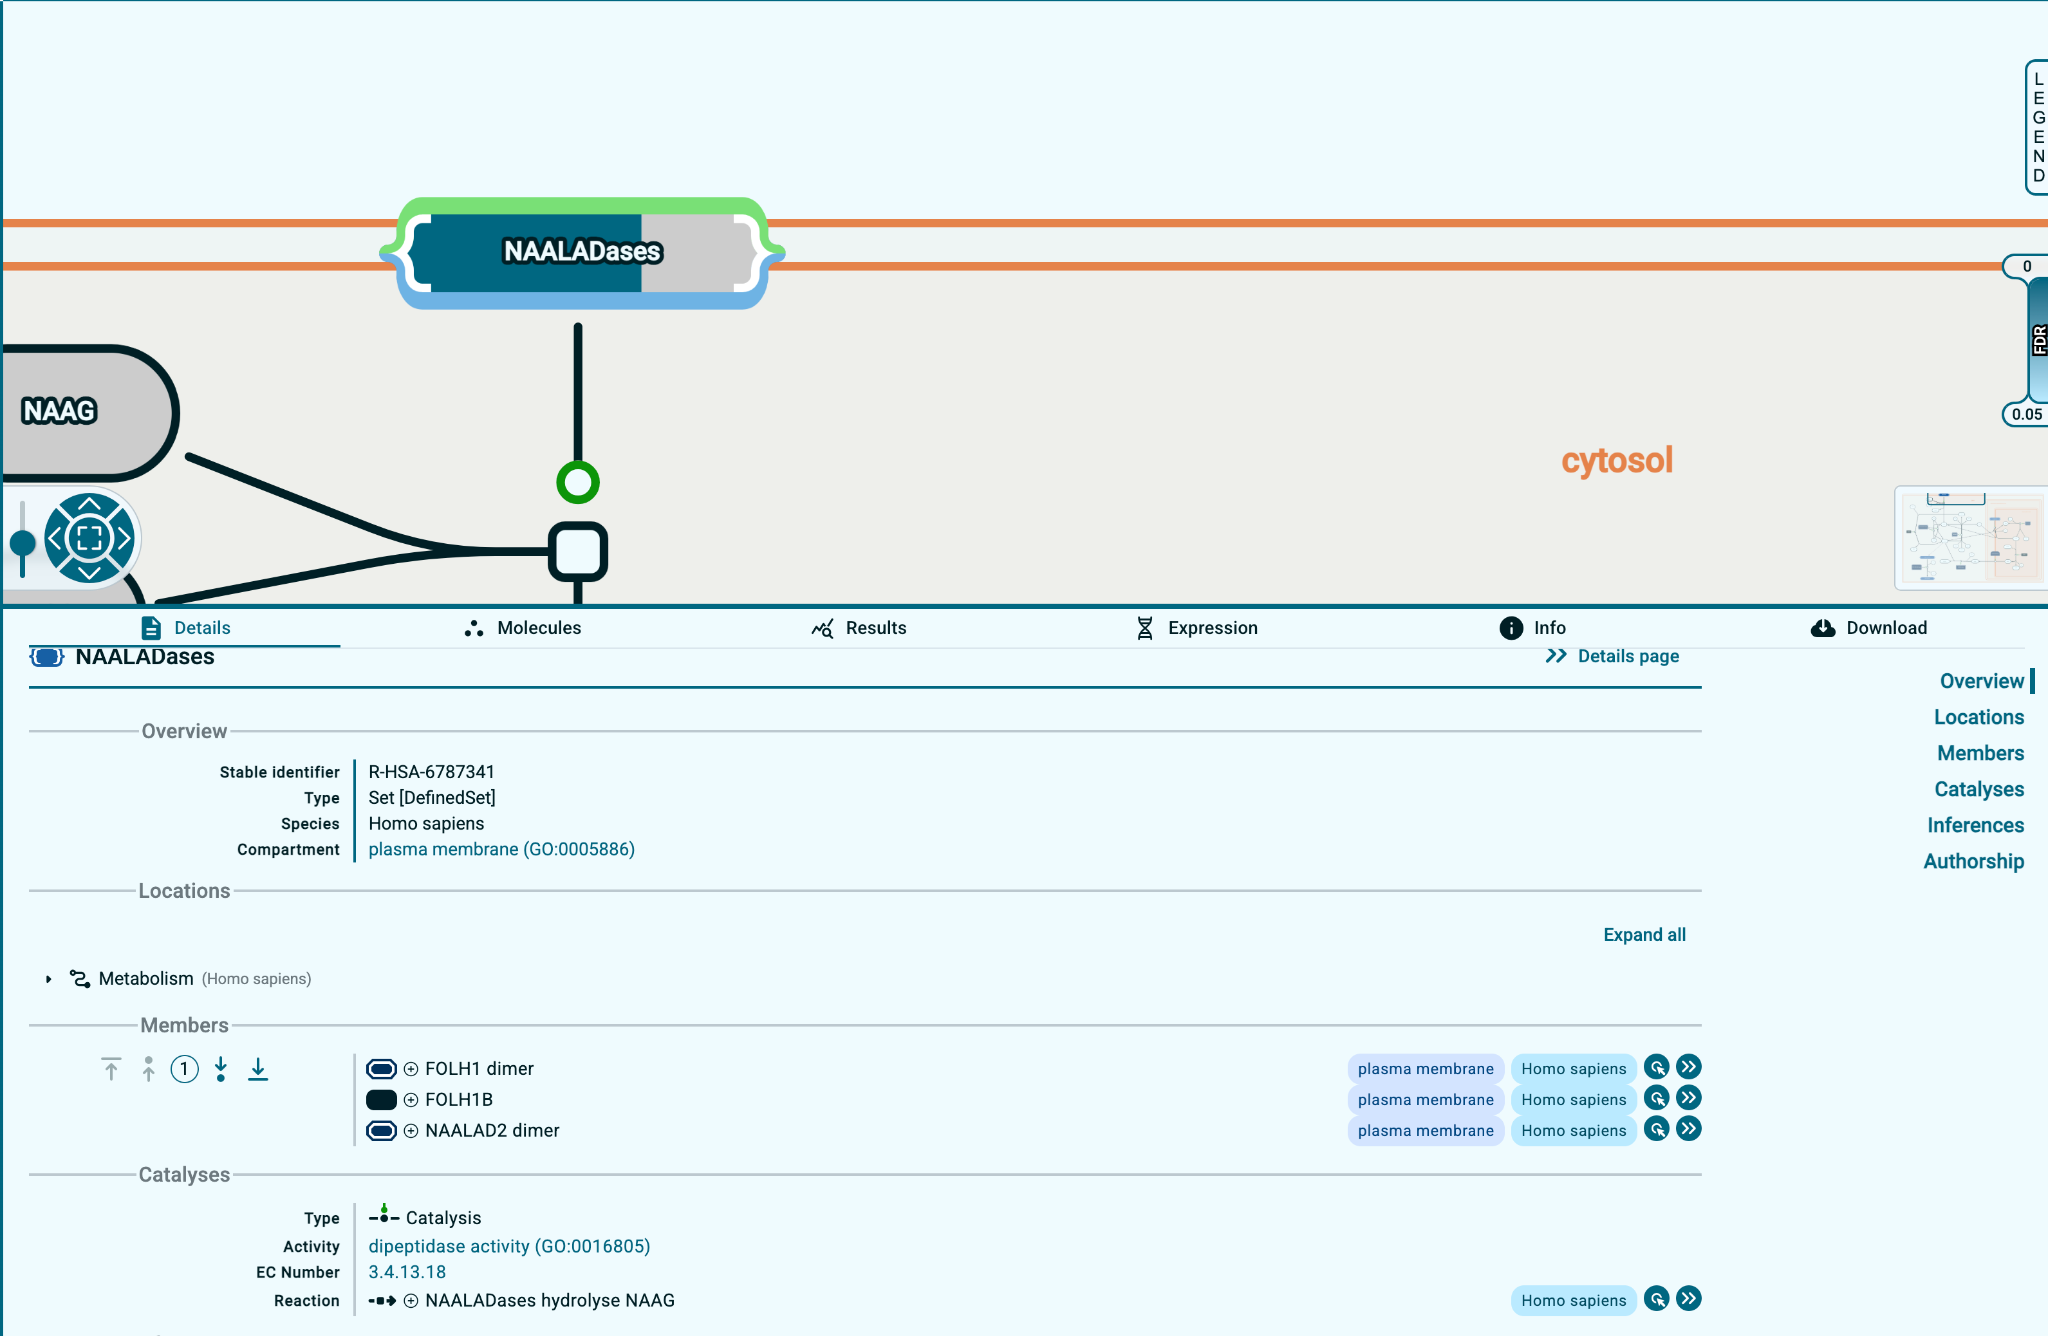 LEGEND
NAALADases
0
FDR
0.05
NAAG
cytosol
Details
Molecules
Results
Expression
Info
Download
NAALADases
Details page
Overview
Locations
Members
Catalyses
Inferences
Authorship
Overview
Stable identifier R-HSA-6787341
Type Set [DefinedSet]
Species Homo sapiens
Compartment plasma membrane (GO:0005886)
Locations
Expand all
Metabolism (Homo sapiens)
Members
1
FOLH1 dimer plasma membrane Homo sapiens
FOLH1B plasma membrane Homo sapiens
NAALAD2 dimer plasma membrane Homo sapiens
Catalyses
Type Catalysis
Activity dipeptidase activity (GO:0016805)
EC Number 3.4.13.18
Reaction NAALADases hydrolyse NAAG Homo sapiens